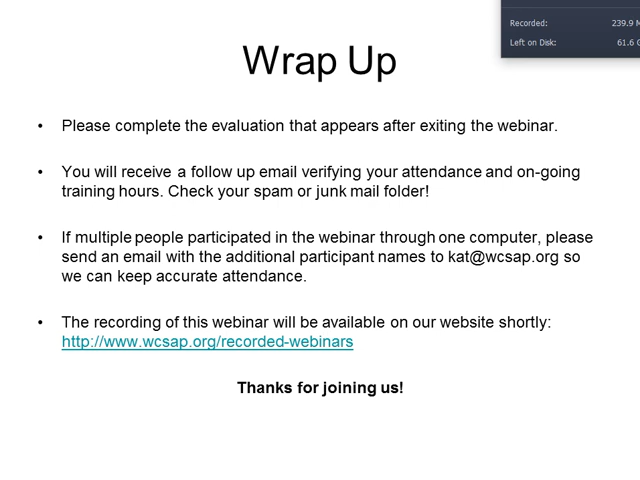 Recorded: 239.9 M
Left on Disk: 61.6 G
Wrap Up
• Please complete the evaluation that appears after exiting the webinar.
• You will receive a follow up email verifying your attendance and on-going
training hours. Check your spam or junk mail folder!
• If multiple people participated in the webinar through one computer, please
send an email with the additional participant names to kat@wcsap.org so
we can keep accurate attendance.
• The recording of this webinar will be available on our website shortly:
http://www.wcsap.org/recorded-webinars
Thanks for joining us!